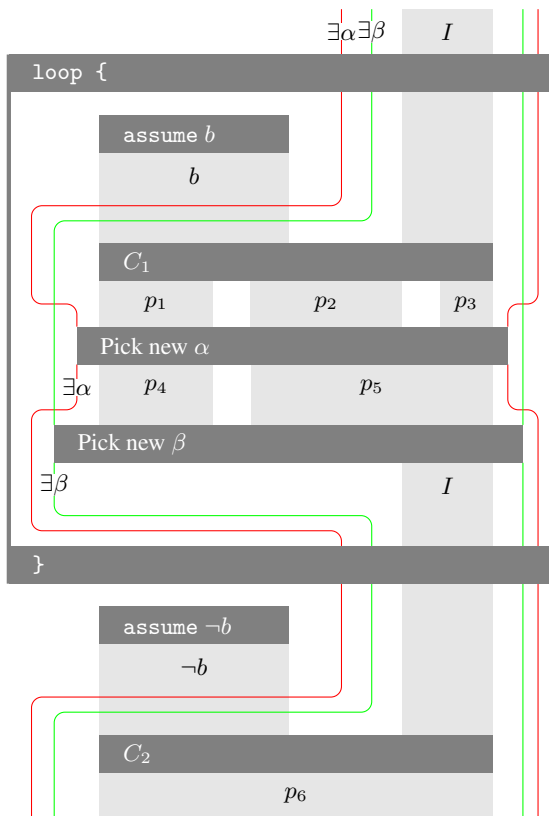 ∃α ∃β I
loop {
assume b
b
C₁
p₁ p₂ p₃
Pick new α
∃α p₄ p₅
Pick new β
∃β I
}
assume ¬b
¬b
C₂
p₆